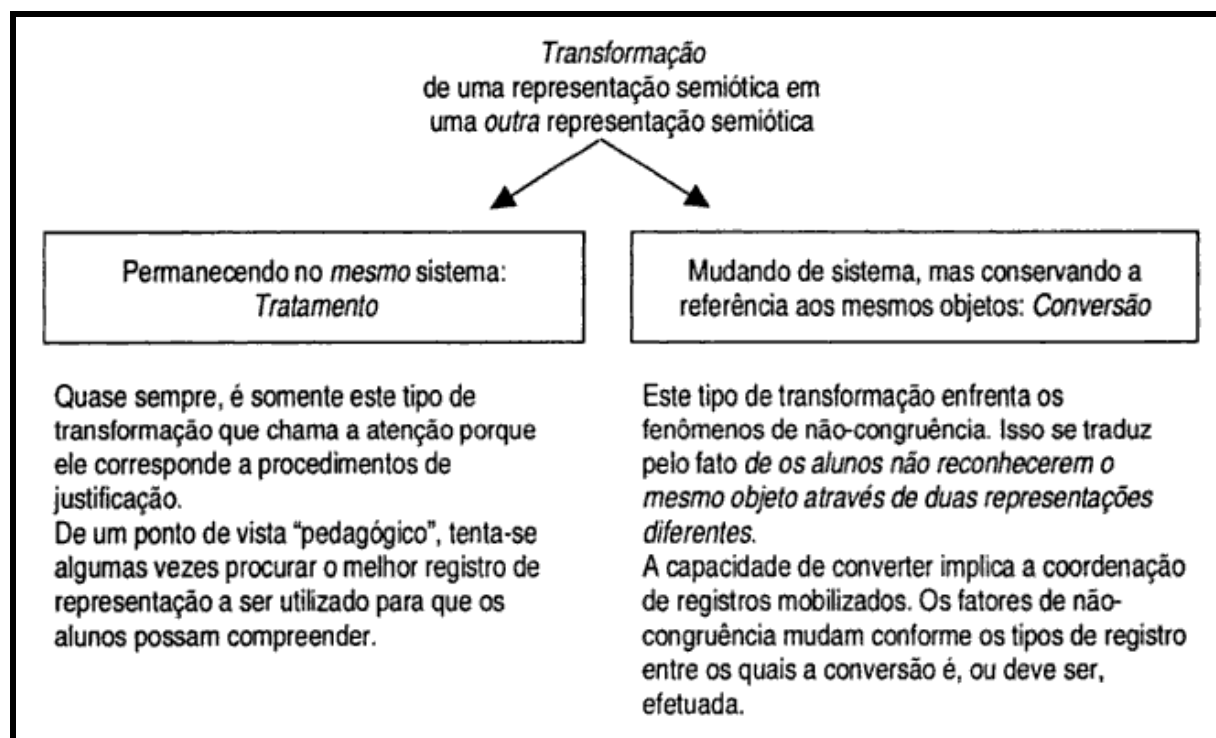 Transformação
de uma representação semiótica em
uma outra representação semiótica
Permanecendo no mesmo sistema:
Tratamento
Mudando de sistema, mas conservando a
referência aos mesmos objetos: Conversão
Quase sempre, é somente este tipo de
transformação que chama a atenção porque
ele corresponde a procedimentos de
justificação.
De um ponto de vista “pedagógico”, tenta-se
algumas vezes procurar o melhor registro de
representação a ser utilizado para que os
alunos possam compreender.
Este tipo de transformação enfrenta os
fenômenos de não-congruência. Isso se traduz
pelo fato de os alunos não reconhecerem o
mesmo objeto através de duas representações
diferentes.
A capacidade de converter implica a coordenação
de registros mobilizados. Os fatores de não-
congruência mudam conforme os tipos de registro
entre os quais a conversão é, ou deve ser,
efetuada.